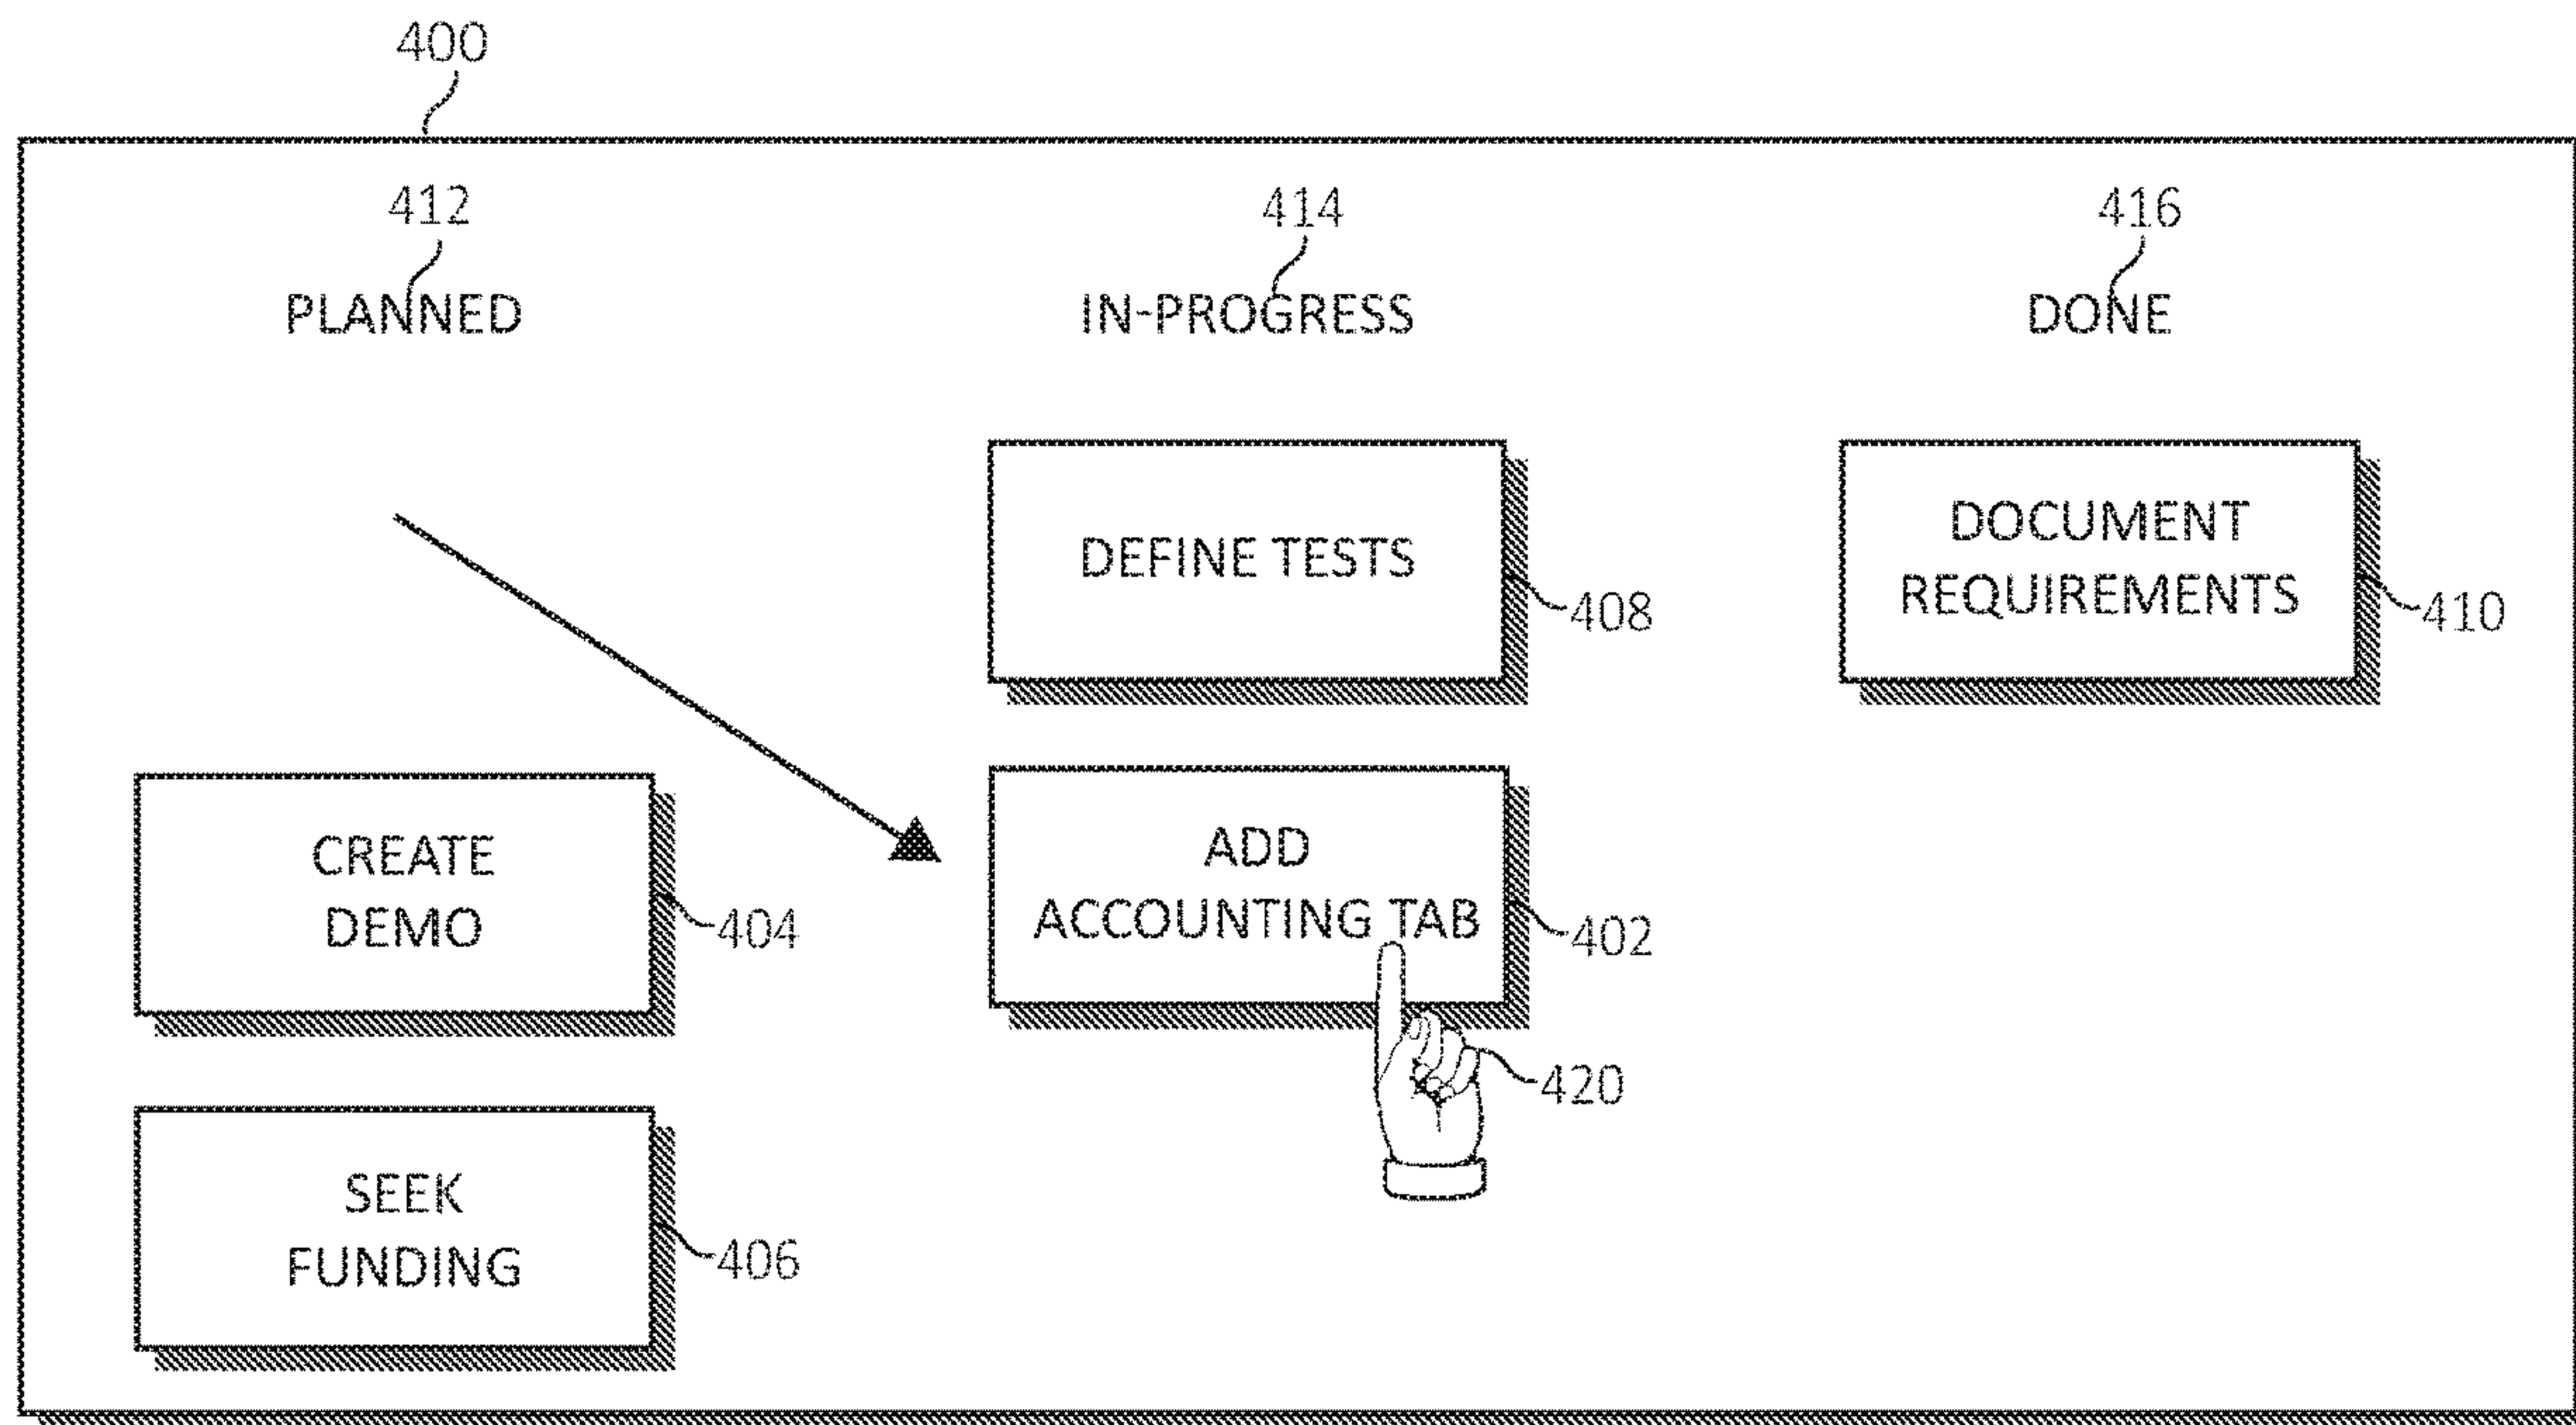 400
412
414
416
PLANNED
IN-PROGRESS
DONE
DEFINE TESTS
408
DOCUMENT
REQUIREMENTS
410
CREATE
DEMO
404
ADD
ACCOUNTING TAB
402
420
SEEK
FUNDING
406